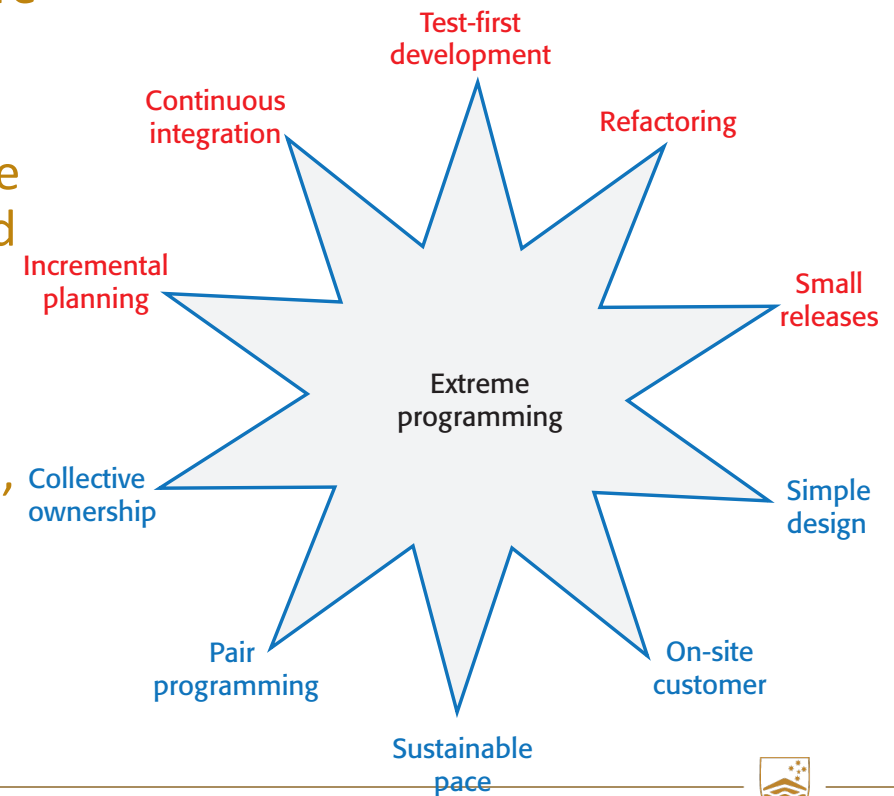 Test-first
development
Continuous
integration
Refactoring
Incremental
planning
Small
releases
Extreme
programming
Collective
ownership
Simple
design
Pair
programming
On-site
customer
Sustainable
pace